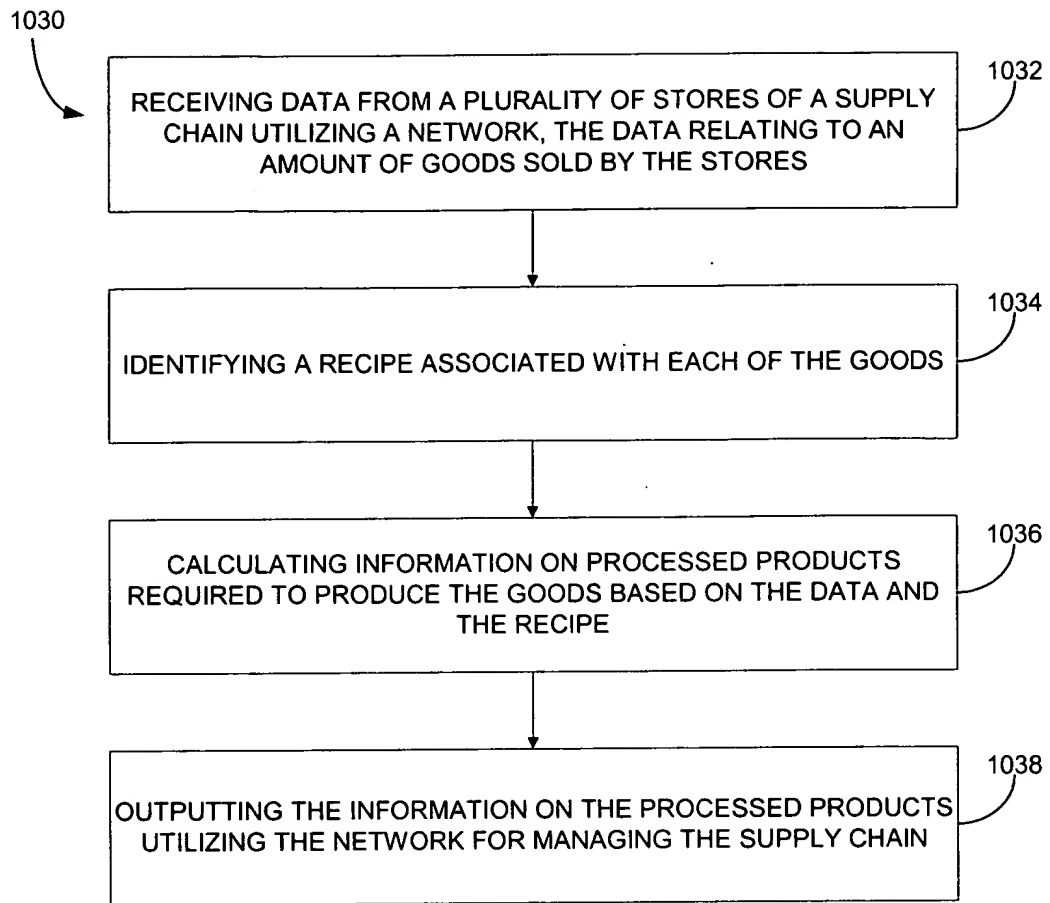 1030
1032
RECEIVING DATA FROM A PLURALITY OF STORES OF A SUPPLY
CHAIN UTILIZING A NETWORK, THE DATA RELATING TO AN
AMOUNT OF GOODS SOLD BY THE STORES
1034
IDENTIFYING A RECIPE ASSOCIATED WITH EACH OF THE GOODS
1036
CALCULATING INFORMATION ON PROCESSED PRODUCTS
REQUIRED TO PRODUCE THE GOODS BASED ON THE DATA AND
THE RECIPE
1038
OUTPUTTING THE INFORMATION ON THE PROCESSED PRODUCTS
UTILIZING THE NETWORK FOR MANAGING THE SUPPLY CHAIN